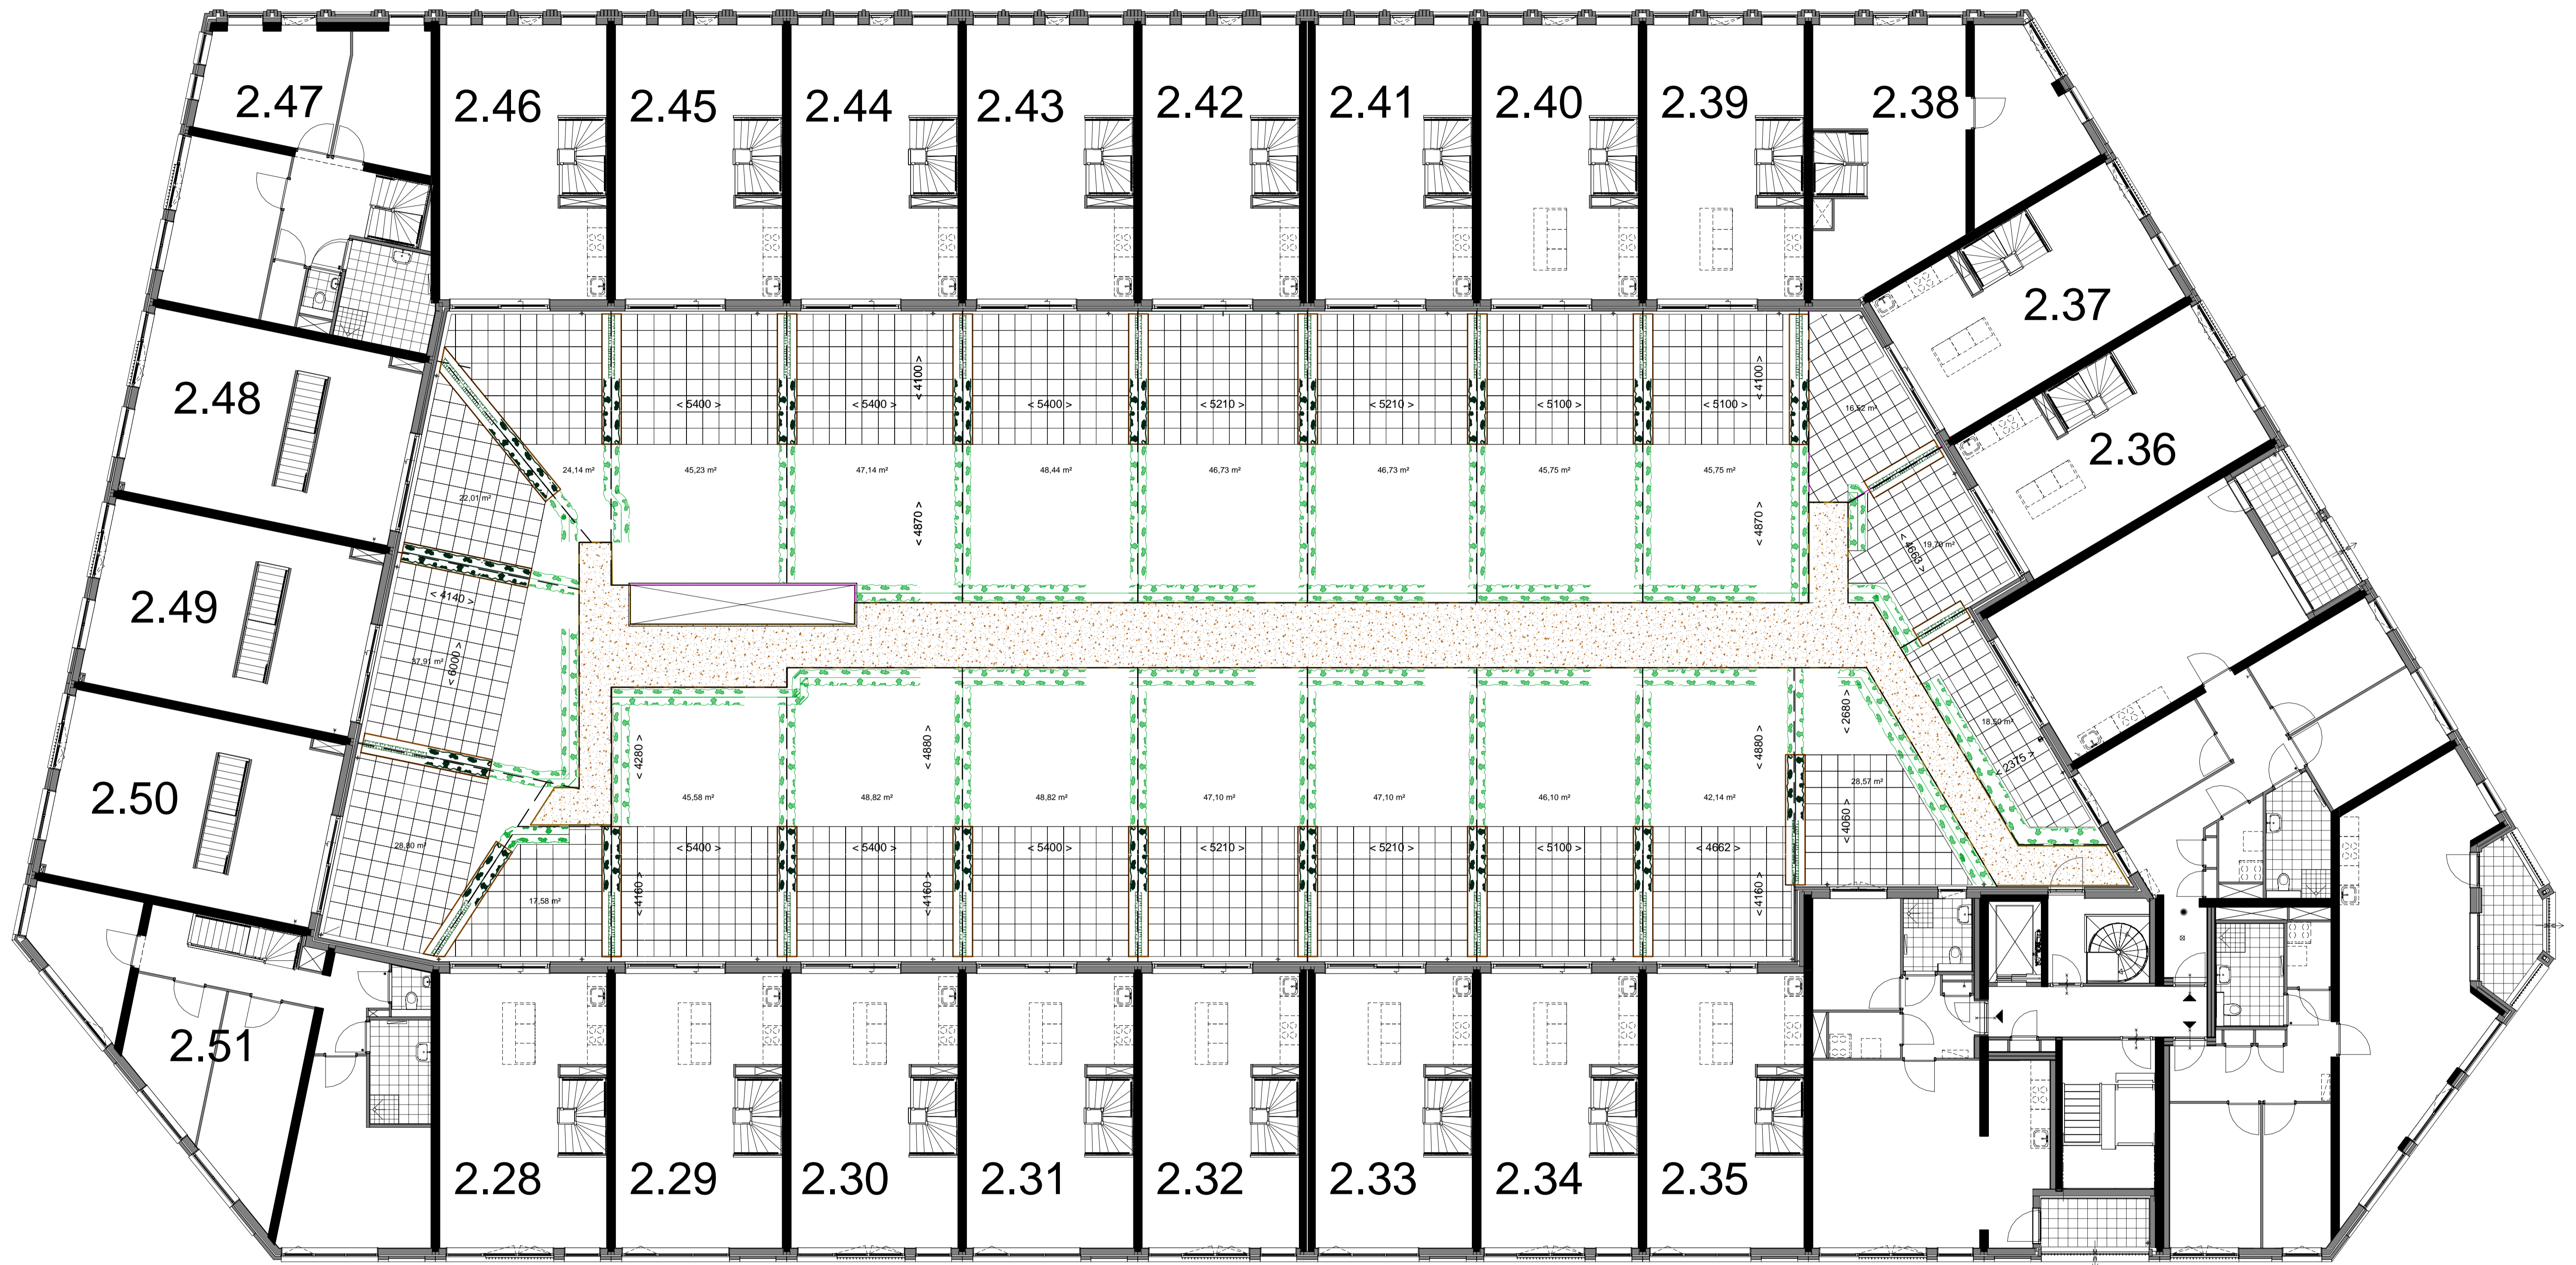 2.47 2.46 2.45 2.44 2.43 2.42 2.41 2.40 2.39 2.38
2.37
2.48
2.36
< 4100 >
< 4100 >
< 5400 > < 5400 > < 5400 > < 5210 > < 5210 > < 5100 > < 5100 >
16,52 m²
24,14 m² 45,23 m² 47,14 m² 48,44 m² 46,73 m² 46,73 m² 45,75 m² 45,75 m²
22,01 m²
< 4870 >
< 4870 >
19,70 m²
< 4663 >
2.49
< 4140 >
37,91 m²
< 6000 >
< 2680 >
18,50 m²
< 4280 >
< 4880 >
< 4880 >
< 2375 >
2.50
45,58 m² 48,82 m² 48,82 m² 47,10 m² 47,10 m² 46,10 m² 42,14 m²
28,57 m²
< 4060 >
28,80 m²
< 5400 > < 5400 > < 5400 > < 5210 > < 5210 > < 5100 > < 4662 >
17,58 m²
< 4160 >
< 4160 >
< 4160 >
2.51
2.28 2.29 2.30 2.31 2.32 2.33 2.34 2.35